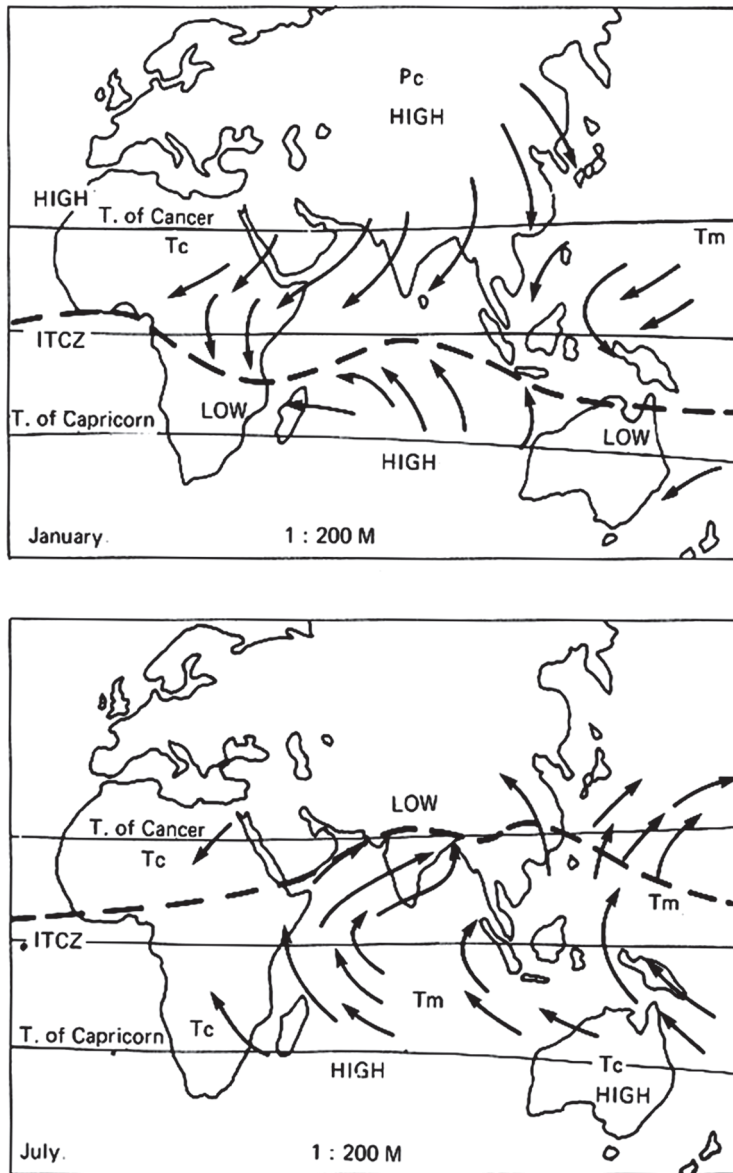 Pc
HIGH
HIGH
T. of Cancer
Tc
Tm
ITCZ
LOW
T. of Capricorn
LOW
HIGH
January.
1 : 200 M
LOW
T. of Cancer
Tc
Tm
ITCZ
Tm
Tc
T. of Capricorn
HIGH
Tc
HIGH
July.
1 : 200 M